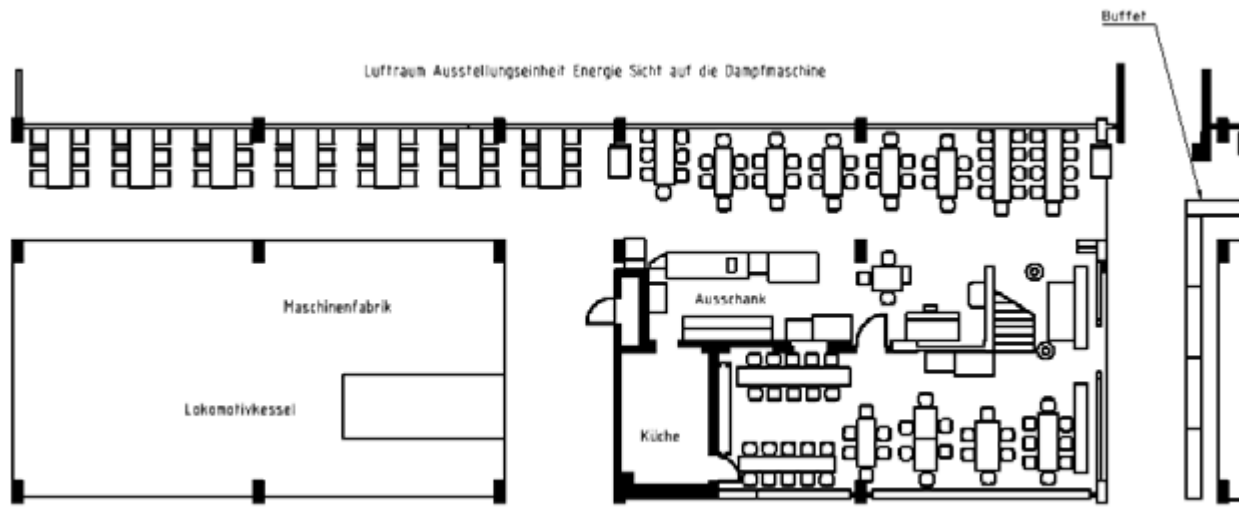 Buffet
Luftraum Ausstellungseinheit Energie Sicht auf die Dampfmaschine
Maschinenfabrik
Ausschank
Lokomotivkessel
Küche